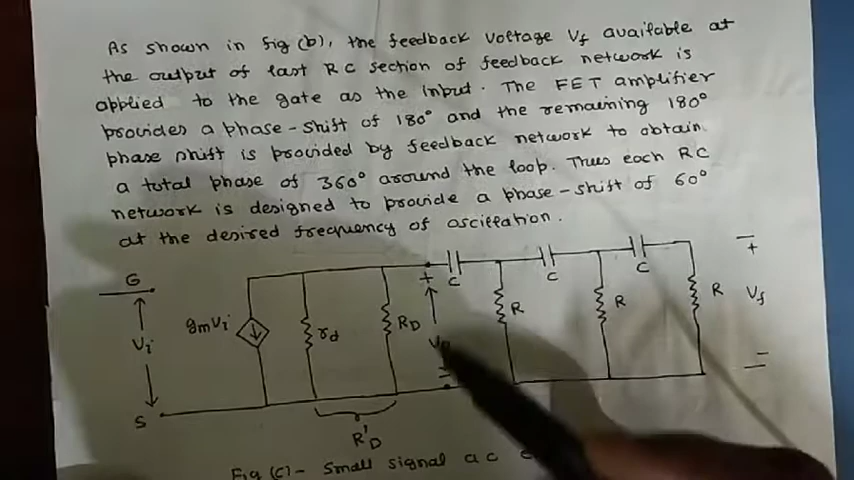 As shown in fig (b), the feedback voltage Vf available at
the output of last RC section of feedback network is
applied to the gate as the input. The FET amplifier
provides a phase-shift of 180° and the remaining 180°
phase shift is provided by feedback network to obtain
a total phase of 360° around the loop. Thus each RC
network is designed to provide a phase-shift of 60°
at the desired frequency of oscillation.
G
+ C C C +
gmVi rd RD R R R Vf
Vi
S
R'D
Fig (c)- Small signal ac